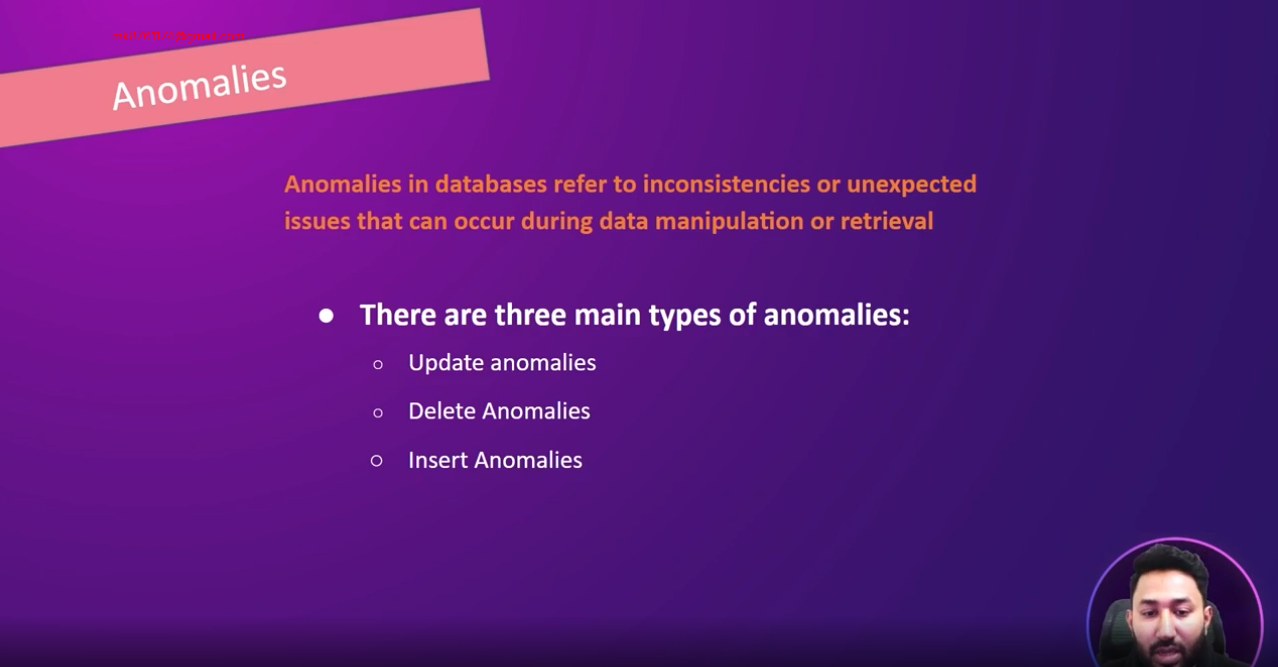 Anomalies
Anomalies in databases refer to inconsistencies or unexpected
issues that can occur during data manipulation or retrieval
● There are three main types of anomalies:
○ Update anomalies
○ Delete Anomalies
○ Insert Anomalies